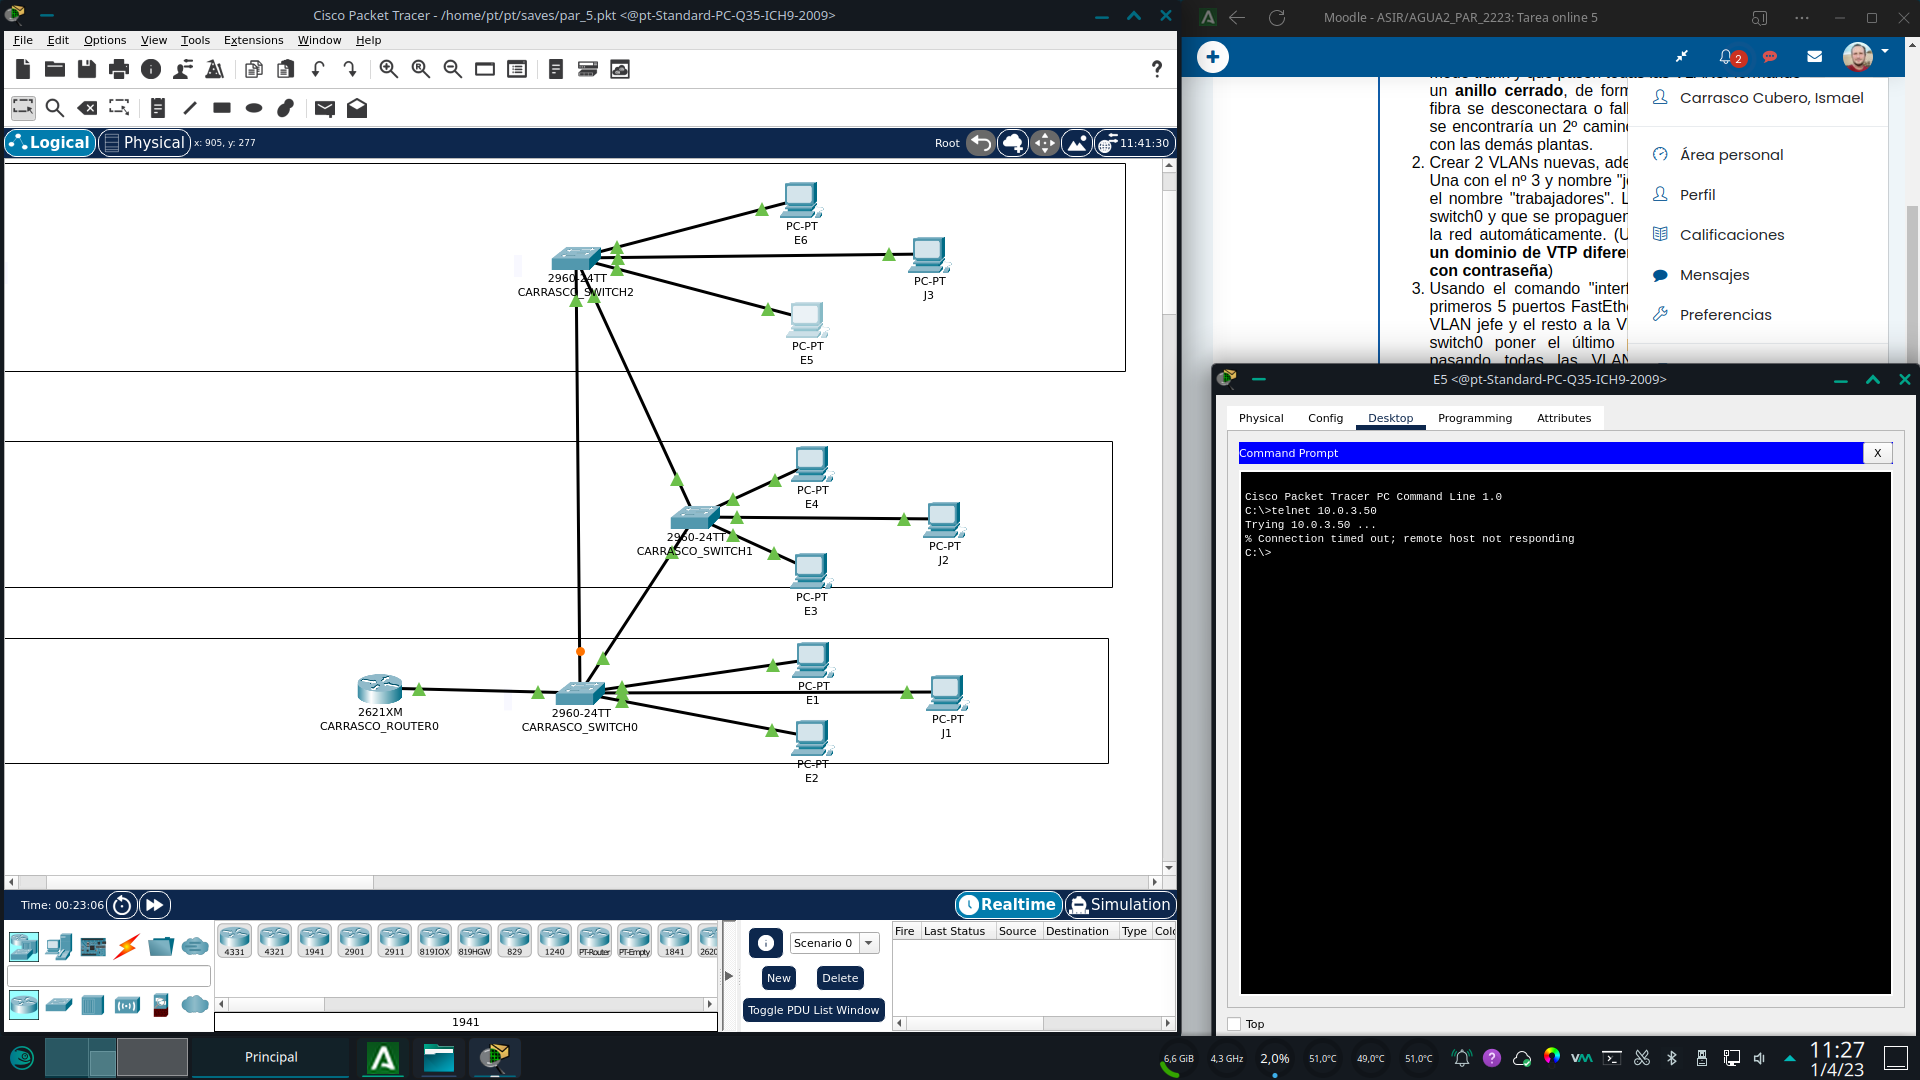 Cisco Packet Tracer - /home/pt/pt/saves/par_5.pkt <@pt-Standard-PC-Q35-ICH9-2009>
File Edit Options View Tools Extensions Window Help
?
Logical Physical x: 905, y: 277
Root 11:41:30
PC-PT
E6
PC-PT
J3
2960-24TT
CARRASCO_SWITCH2
PC-PT
E5
PC-PT
E4
2960-24TT
CARRASCO_SWITCH1
PC-PT
J2
PC-PT
E3
PC-PT
E1
2621XM
CARRASCO_ROUTER0
2960-24TT
CARRASCO_SWITCH0
PC-PT
J1
PC-PT
E2
Time: 00:23:06
Realtime Simulation
4331 4321 1941 2901 2911 819IOX 819HGW 829 1240 PT-Router PT-Empty 1841 262
1941
Scenario 0
New Delete
Toggle PDU List Window
Fire Last Status Source Destination Type Colo
Moodle - ASIR/AGUA2_PAR_2223: Tarea online 5
2
un anillo cerrado, de form
fibra se desconectara o fall
se encontraría un 2º camino
con las demás plantas.
2. Crear 2 VLANs nuevas, ade
Una con el nº 3 y nombre "j
el nombre "trabajadores". L
switch0 y que se propaguen
la red automáticamente. (U
un dominio de VTP difere
con contraseña)
3. Usando el comando "interf
primeros 5 puertos FastEthe
VLAN jefe y el resto a la V
switch0 poner el último
pasando todas las VLAN
Carrasco Cubero, Ismael
Área personal
Perfil
Calificaciones
Mensajes
Preferencias
E5 <@pt-Standard-PC-Q35-ICH9-2009>
Physical Config Desktop Programming Attributes
Command Prompt X
Cisco Packet Tracer PC Command Line 1.0
C:\>telnet 10.0.3.50
Trying 10.0.3.50 ...
% Connection timed out; remote host not responding
C:\>
Top
Principal
6,6 GiB 4,3 GHz 2,0% 51,0°C 49,0°C 51,0°C
11:27
1/4/23